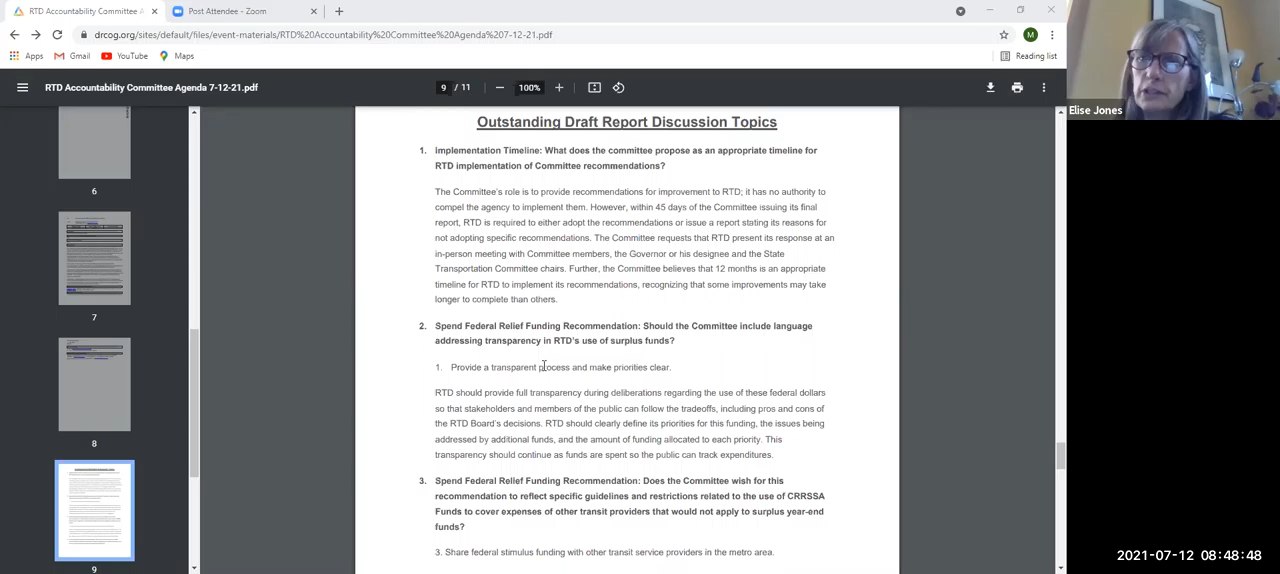 RTD Accountability Committee A
Post Attendee - Zoom
drcog.org/sites/default/files/event-materials/RTD%20Accountability%20Committee%20Agenda%207-12-21.pdf
M
Apps
Gmail
YouTube
Maps
Reading list
RTD Accountability Committee Agenda 7-12-21.pdf
9 / 11
100%
Elise Jones
6
7
8
9
Outstanding Draft Report Discussion Topics
1. Implementation Timeline: What does the committee propose as an appropriate timeline for
RTD implementation of Committee recommendations?
The Committee's role is to provide recommendations for improvement to RTD; it has no authority to
compel the agency to implement them. However, within 45 days of the Committee issuing its final
report, RTD is required to either adopt the recommendations or issue a report stating its reasons for
not adopting specific recommendations. The Committee requests that RTD present its response at an
in-person meeting with Committee members, the Governor or his designee and the State
Transportation Committee chairs. Further, the Committee believes that 12 months is an appropriate
timeline for RTD to implement its recommendations, recognizing that some improvements may take
longer to complete than others.
2. Spend Federal Relief Funding Recommendation: Should the Committee include language
addressing transparency in RTD's use of surplus funds?
1. Provide a transparent process and make priorities clear.
RTD should provide full transparency during deliberations regarding the use of these federal dollars
so that stakeholders and members of the public can follow the tradeoffs, including pros and cons of
the RTD Board's decisions. RTD should clearly define its priorities for this funding, the issues being
addressed by additional funds, and the amount of funding allocated to each priority. This
transparency should continue as funds are spent so the public can track expenditures.
3. Spend Federal Relief Funding Recommendation: Does the Committee wish for this
recommendation to reflect specific guidelines and restrictions related to the use of CRRSSA
Funds to cover expenses of other transit providers that would not apply to surplus year-end
funds?
3. Share federal stimulus funding with other transit service providers in the metro area.
2021-07-12 08:48:48